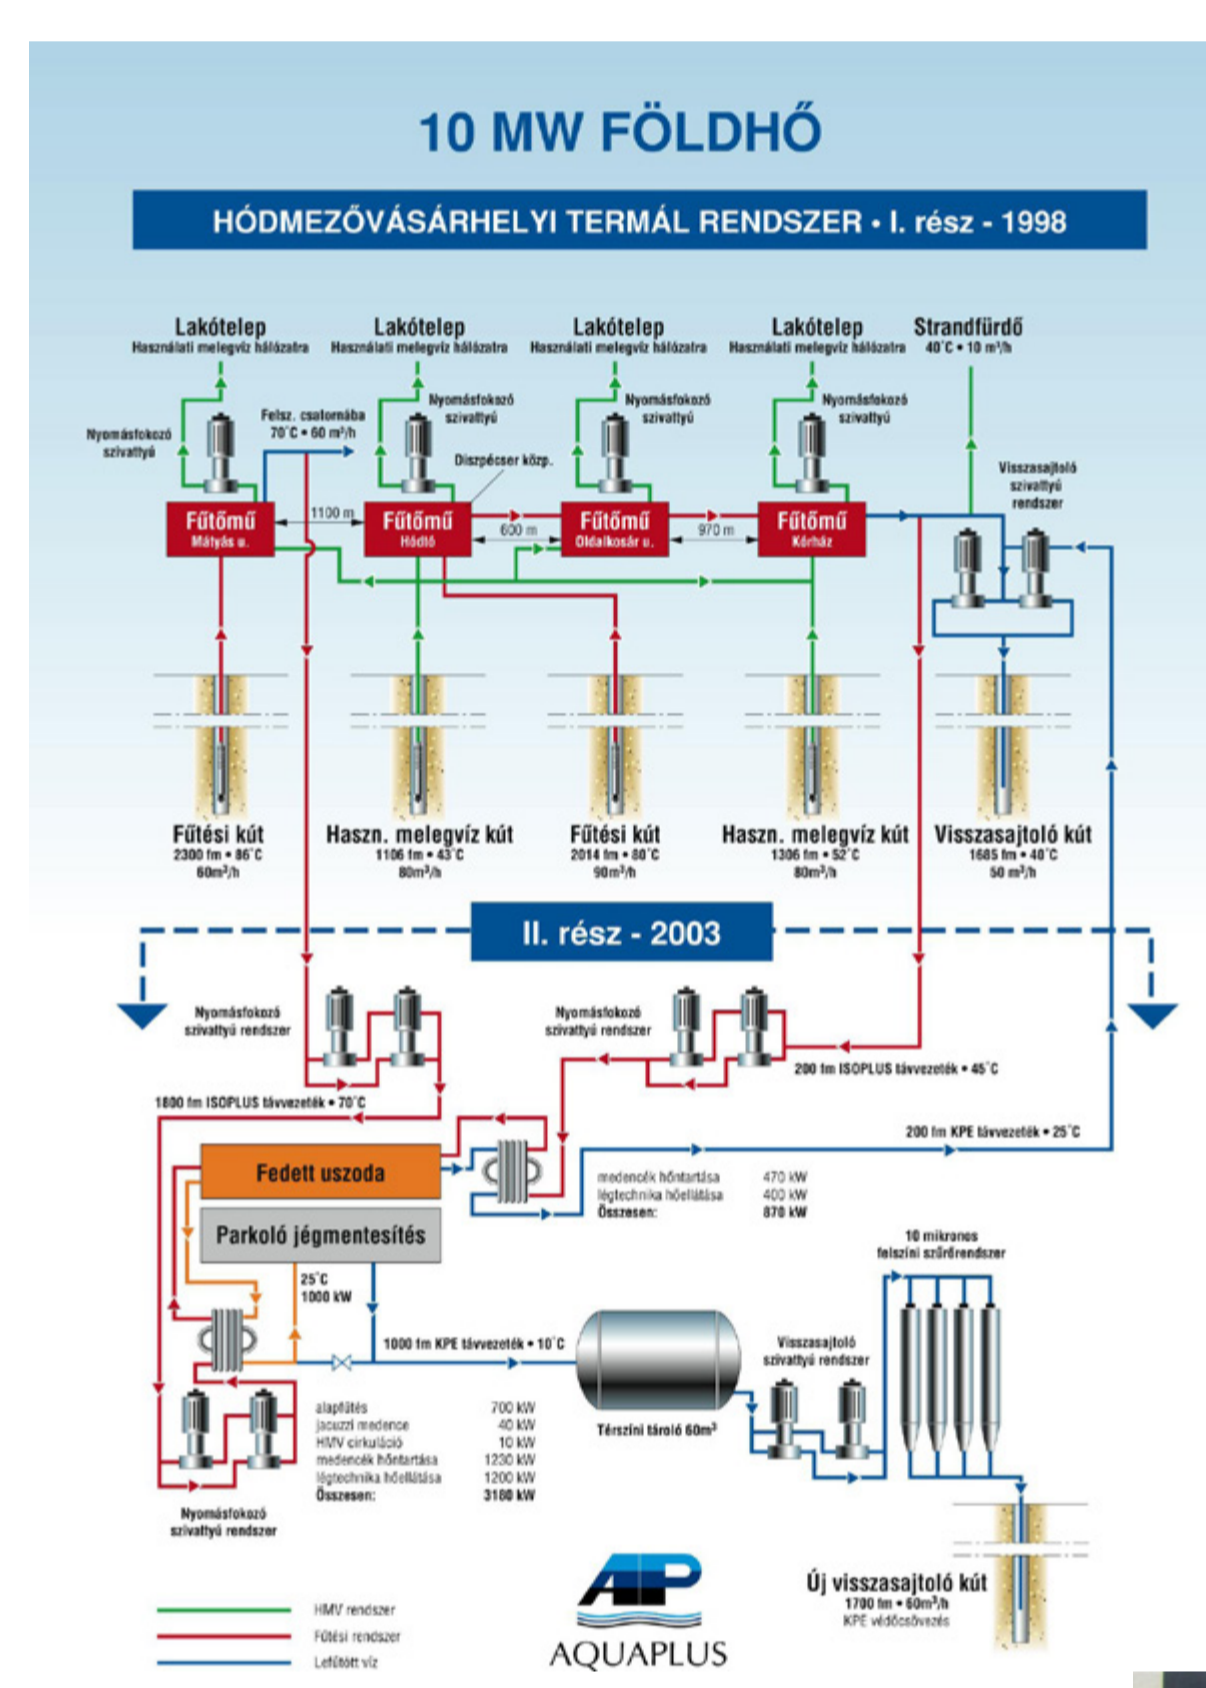 10 MW FÖLDHŐ
HÓDMEZŐVÁSÁRHELYI TERMÁL RENDSZER • I. rész - 1998
Lakótelep
Használati melegvíz hálózatra
Lakótelep
Használati melegvíz hálózatra
Lakótelep
Használati melegvíz hálózatra
Lakótelep
Használati melegvíz hálózatra
Strandfürdő
40°C • 10 m³/h
Nyomásfokozó
szivattyú
Felsz. csatornába
70°C • 60 m³/h
Nyomásfokozó
szivattyú
Nyomásfokozó
szivattyú
Nyomásfokozó
szivattyú
Diszpécser közp.
Visszasajtoló
szivattyú
rendszer
Fűtőmű
Mátyás u.
1100 m
Fűtőmű
Hódtó
600 m
Fűtőmű
Oldalkosár u.
970 m
Fűtőmű
Kórház
Fűtési kút
2300 fm • 86°C
60m³/h
Haszn. melegvíz kút
1106 fm • 43°C
80m³/h
Fűtési kút
2014 fm • 80°C
90m³/h
Haszn. melegvíz kút
1306 fm • 52°C
80m³/h
Visszasajtoló kút
1685 fm • 40°C
50 m³/h
II. rész - 2003
Nyomásfokozó
szivattyú rendszer
Nyomásfokozó
szivattyú rendszer
200 fm ISOPLUS távvezeték • 45°C
1800 fm ISOPLUS távvezeték • 70°C
200 fm KPE távvezeték • 25°C
Fedett uszoda
medencék hőntartása 470 kW
légtechnika hőellátása 400 kW
Összesen: 870 kW
Parkoló jégmentesítés
10 mikronos
felszíni szűrőrendszer
25°C
1000 kW
1000 fm KPE távvezeték • 10°C
Visszasajtoló
szivattyú rendszer
Térszíni tároló 60m³
alapfűtés 700 kW
jacuzzi medence 40 kW
HMV cirkuláció 10 kW
medencék hőntartása 1230 kW
légtechnika hőellátása 1200 kW
Összesen: 3180 kW
Nyomásfokozó
szivattyú rendszer
Új visszasajtoló kút
1700 fm • 60m³/h
KPE védőcsövezés
HMV rendszer
Fűtési rendszer
Lefűtött víz
AP
AQUAPLUS